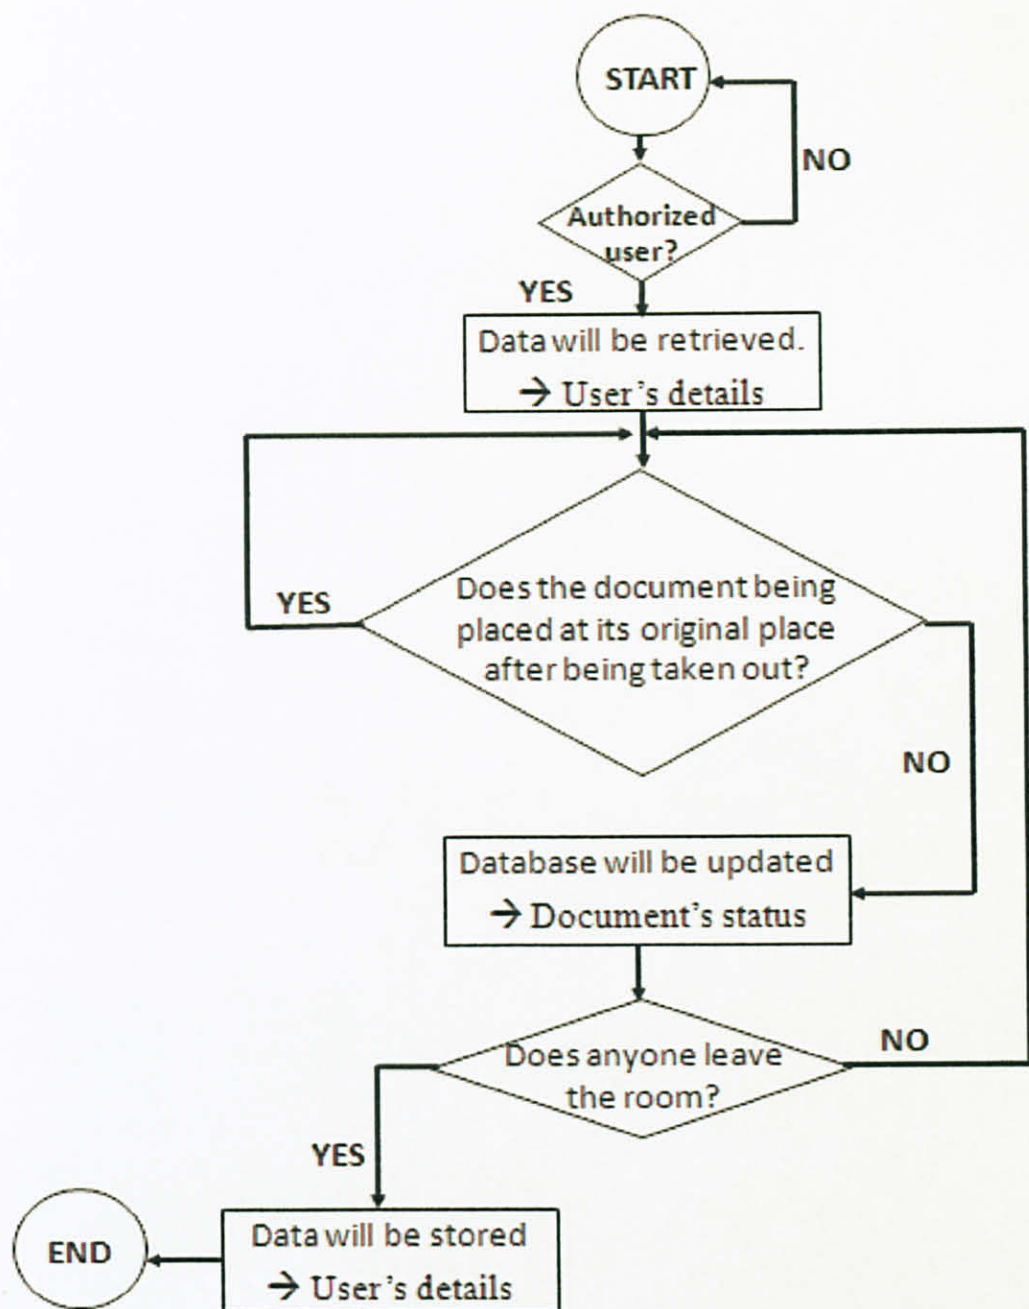 START
NO
Authorized
user?
YES
Data will be retrieved.
→ User's details
YES
Does the document being
placed at its original place
after being taken out?
NO
Database will be updated
→ Document's status
Does anyone leave
the room?
NO
YES
END
Data will be stored
→ User's details